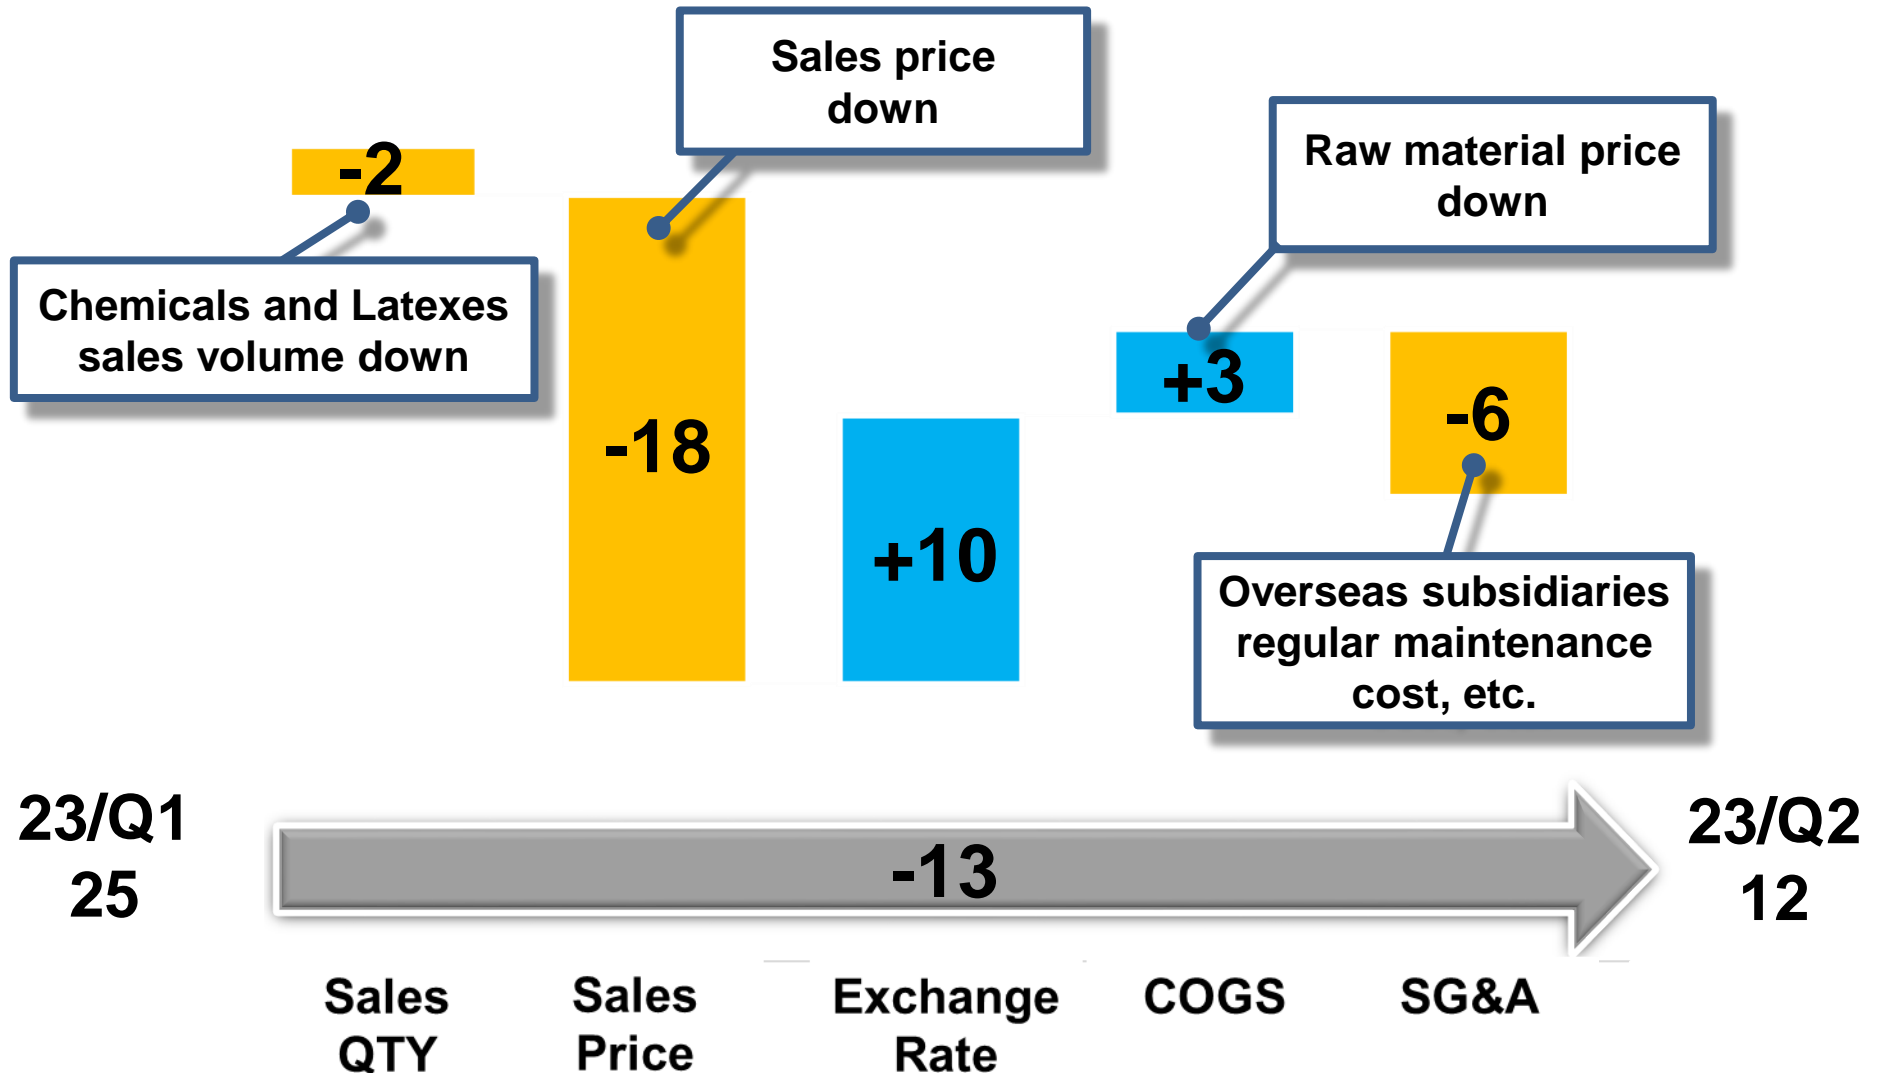 Sales price
down
Raw material price
down
-2
Chemicals and Latexes
sales volume down
-18
+10
+3
-6
Overseas subsidiaries
regular maintenance
cost, etc.
23/Q1
25
-13
23/Q2
12
Sales
QTY
Sales
Price
Exchange
Rate
COGS
SG&A